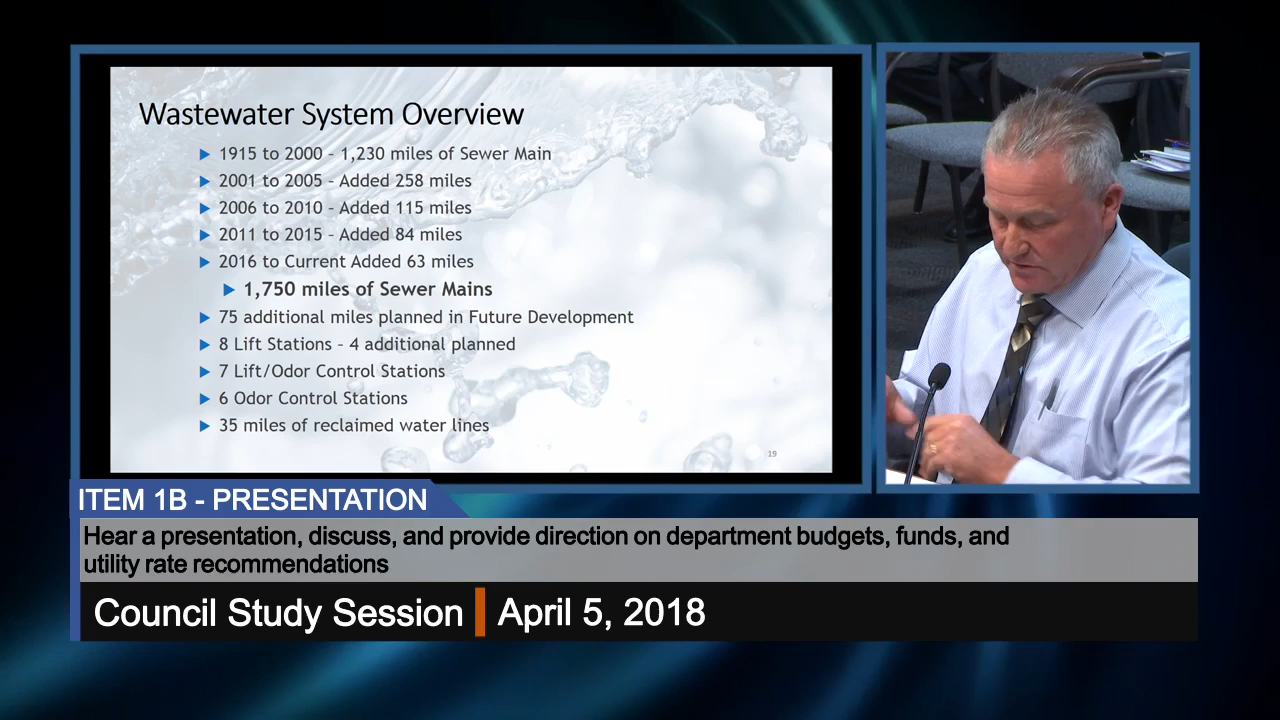 Wastewater System Overview
1915 to 2000 – 1,230 miles of Sewer Main
2001 to 2005 – Added 258 miles
2006 to 2010 – Added 115 miles
2011 to 2015 – Added 84 miles
2016 to Current Added 63 miles
1,750 miles of Sewer Mains
75 additional miles planned in Future Development
8 Lift Stations – 4 additional planned
7 Lift/Odor Control Stations
6 Odor Control Stations
35 miles of reclaimed water lines
19
ITEM 1B - PRESENTATION
Hear a presentation, discuss, and provide direction on department budgets, funds, and
utility rate recommendations
Council Study Session | April 5, 2018